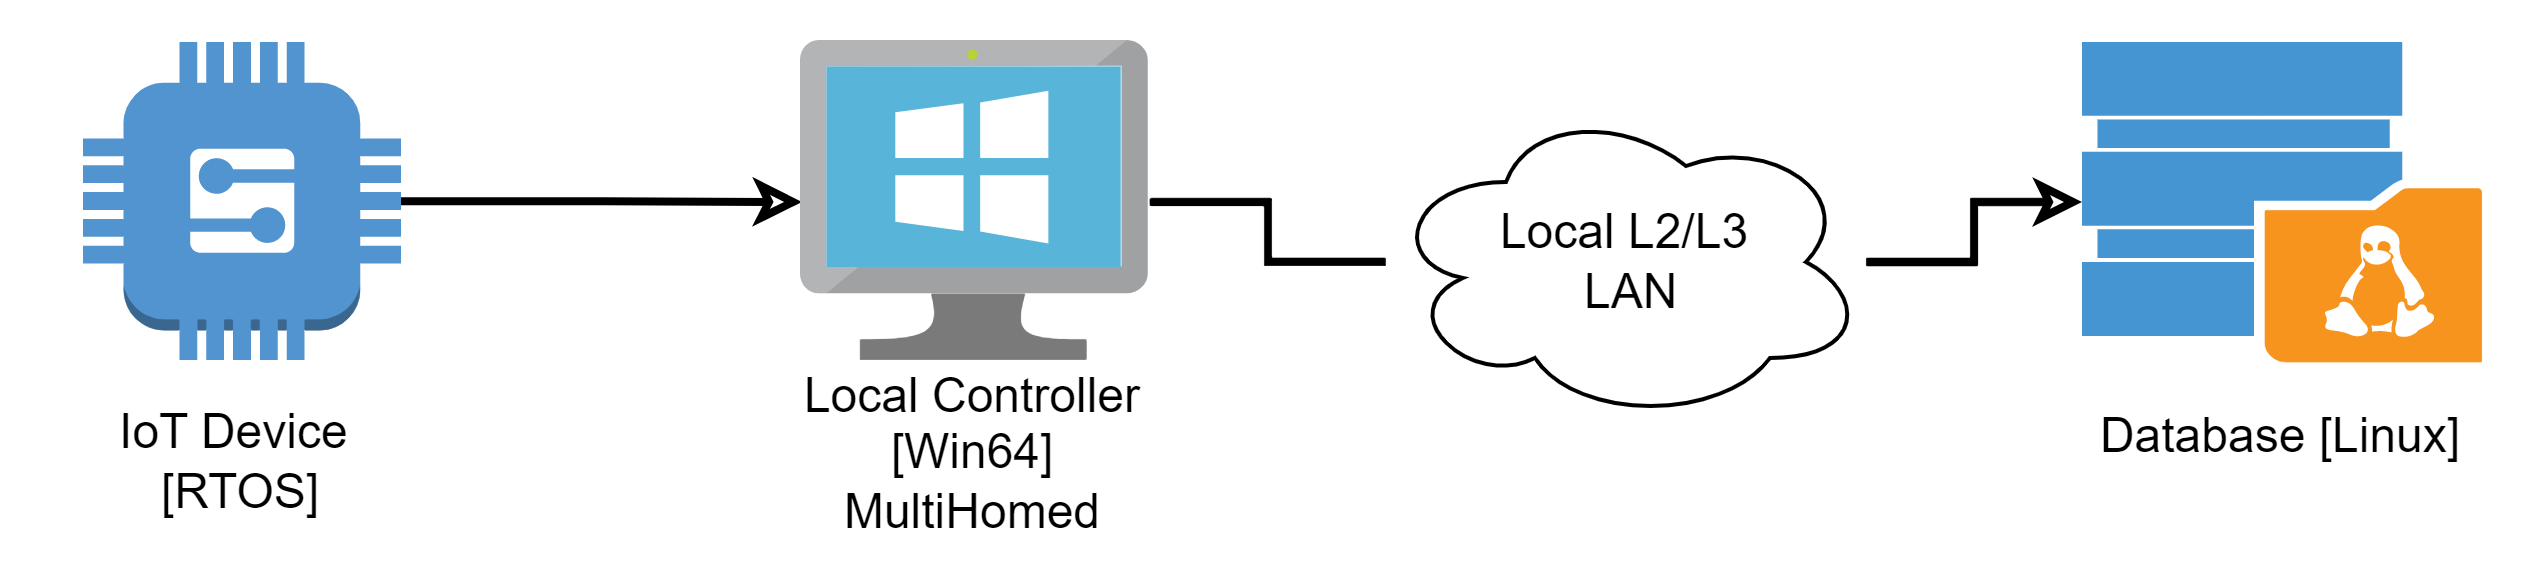 IoT Device
[RTOS]
Local Controller
[Win64]
MultiHomed
Local L2/L3
LAN
Database [Linux]